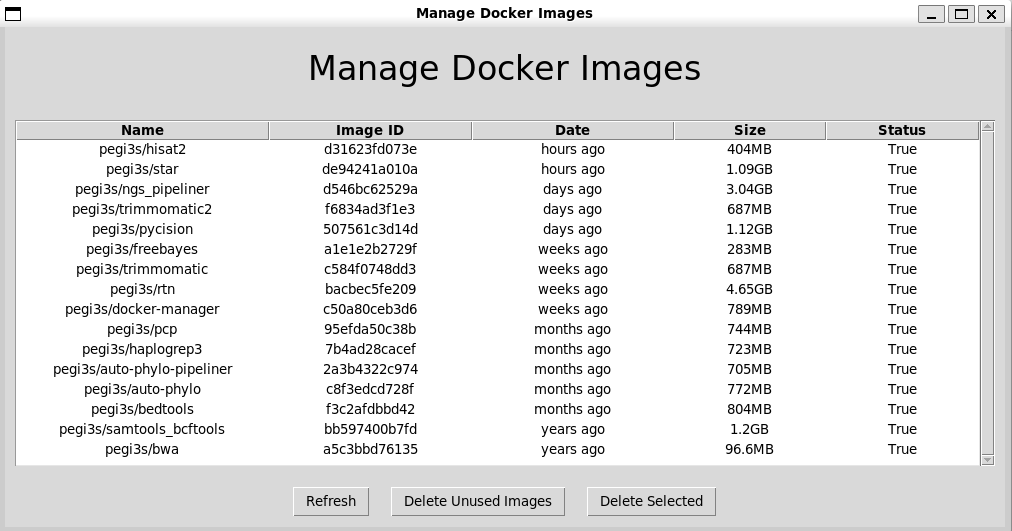 Manage Docker Images
Manage Docker Images
Name Image ID Date Size Status
pegi3s/hisat2 d31623fd073e hours ago 404MB True
pegi3s/star de94241a010a hours ago 1.09GB True
pegi3s/ngs_pipeliner d546bc62529a days ago 3.04GB True
pegi3s/trimmomatic2 f6834ad3f1e3 days ago 687MB True
pegi3s/pycision 507561c3d14d days ago 1.12GB True
pegi3s/freebayes a1e1e2b2729f weeks ago 283MB True
pegi3s/trimmomatic c584f0748dd3 weeks ago 687MB True
pegi3s/rtn bacbec5fe209 weeks ago 4.65GB True
pegi3s/docker-manager c50a80ceb3d6 weeks ago 789MB True
pegi3s/pcp 95efda50c38b months ago 744MB True
pegi3s/haplogrep3 7b4ad28cacef months ago 723MB True
pegi3s/auto-phylo-pipeliner 2a3b4322c974 months ago 705MB True
pegi3s/auto-phylo c8f3edcd728f months ago 772MB True
pegi3s/bedtools f3c2afdbbd42 months ago 804MB True
pegi3s/samtools_bcftools bb597400b7fd years ago 1.2GB True
pegi3s/bwa a5c3bbd76135 years ago 96.6MB True
Refresh Delete Unused Images Delete Selected